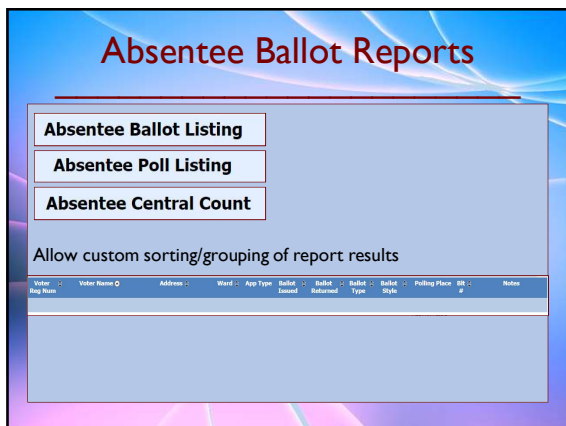 Absentee Ballot Reports
Absentee Ballot Listing
Absentee Poll Listing
Absentee Central Count
Allow custom sorting/grouping of report results
Voter Reg Num Voter Name Address Ward App Type Ballot Issued Ballot Returned Ballot Type Ballot Style Polling Place Blt # Notes